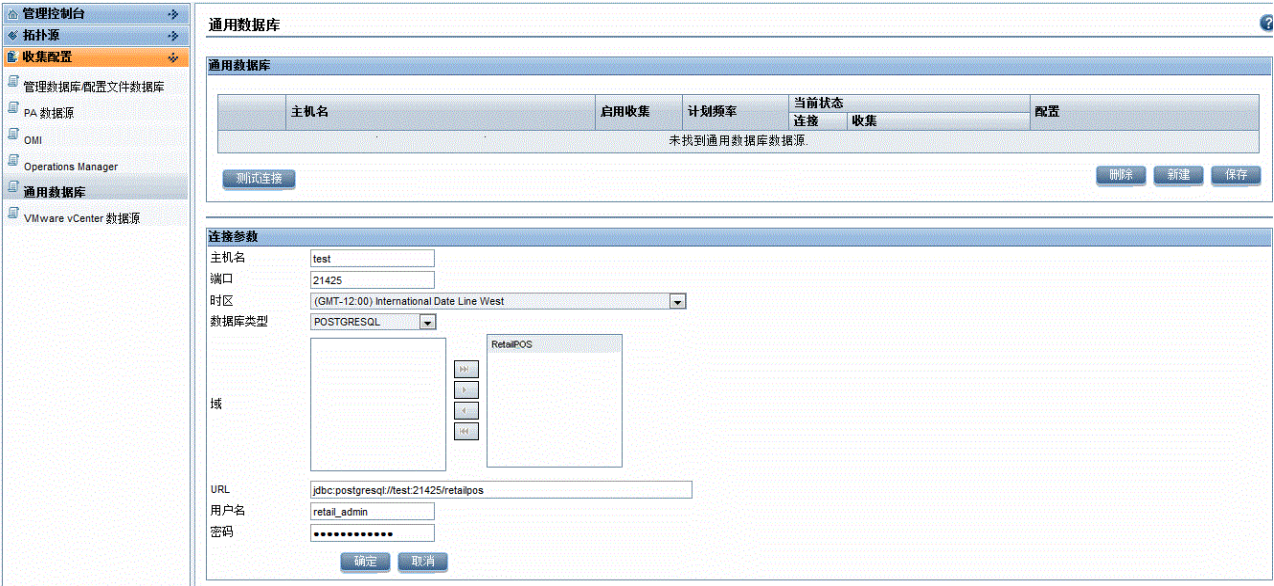 管理控制台
拓扑源
收集配置
管理数据库/配置文件数据库
PA 数据源
OMI
Operations Manager
通用数据库
VMware vCenter 数据源
通用数据库
通用数据库
主机名 启用收集 计划频率 当前状态 配置
连接 收集
未找到通用数据库数据源.
测试连接 删除 新建 保存
连接参数
主机名 test
端口 21425
时区 (GMT-12:00) International Date Line West
数据库类型 POSTGRESQL
RetailPOS
域
URL jdbc:postgresql://test:21425/retailpos
用户名 retail_admin
密码 ●●●●●●●●●●●●
确定 取消